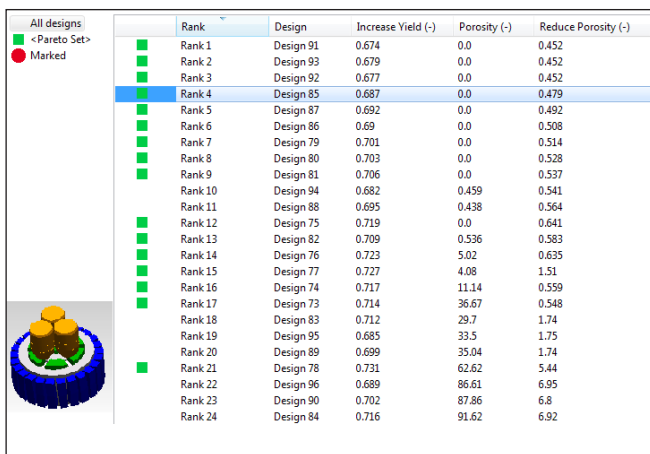 All designs
<Pareto Set>
Marked
Rank Design Increase Yield (-) Porosity (-) Reduce Porosity (-)
Rank 1 Design 91 0.674 0.0 0.452
Rank 2 Design 93 0.679 0.0 0.452
Rank 3 Design 92 0.677 0.0 0.452
Rank 4 Design 85 0.687 0.0 0.479
Rank 5 Design 87 0.692 0.0 0.492
Rank 6 Design 86 0.69 0.0 0.508
Rank 7 Design 79 0.701 0.0 0.514
Rank 8 Design 80 0.703 0.0 0.528
Rank 9 Design 81 0.706 0.0 0.537
Rank 10 Design 94 0.682 0.459 0.541
Rank 11 Design 88 0.695 0.438 0.564
Rank 12 Design 75 0.719 0.0 0.641
Rank 13 Design 82 0.709 0.536 0.583
Rank 14 Design 76 0.723 5.02 0.635
Rank 15 Design 77 0.727 4.08 1.51
Rank 16 Design 74 0.717 11.14 0.559
Rank 17 Design 73 0.714 36.67 0.548
Rank 18 Design 83 0.712 29.7 1.74
Rank 19 Design 95 0.685 33.5 1.75
Rank 20 Design 89 0.699 35.04 1.74
Rank 21 Design 78 0.731 62.62 5.44
Rank 22 Design 96 0.689 86.61 6.95
Rank 23 Design 90 0.702 87.86 6.8
Rank 24 Design 84 0.716 91.62 6.92